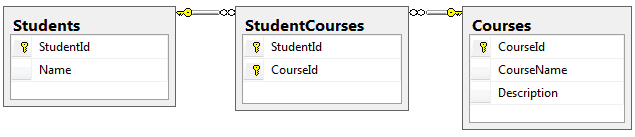 Students
StudentId
Name
StudentCourses
StudentId
CourseId
Courses
CourseId
CourseName
Description